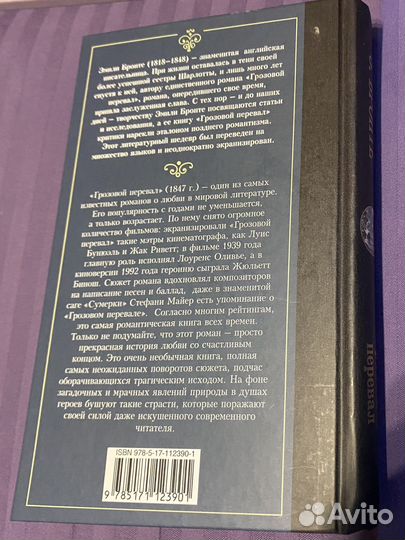 Эмили Бронте (1818-1848) – знаменитая английская
писательница. При жизни оставалась в тени своей
более успешной сестры Шарлотты, и лишь много лет
спустя к ней, автору единственного романа «Грозовой
перевал», романа, опередившего свое время,
пришла заслуженная слава. С тех пор – и до наших
дней – творчеству Эмили Бронте посвящаются статьи
и исследования, а ее книгу «Грозовой перевал»
критики нарекли эталоном позднего романтизма.
Этот литературный шедевр был переведен на
множество языков и неоднократно экранизирован.
«Грозовой перевал» (1847 г.) – один из самых
известных романов о любви в мировой литературе.
Его популярность с годами не уменьшается,
а только возрастает. По нему снято огромное
количество фильмов: экранизировали «Грозовой
перевал» такие мэтры кинематографа, как Луис
Бунюэль и Жак Риветт; в фильме 1939 года
главную роль исполнил Лоуренс Оливье, а в
киноверсии 1992 года героиню сыграла Жюльетт
Бинош. Сюжет романа вдохновлял композиторов
на написание песен и баллад, даже в знаменитой
саге «Сумерки» Стефани Майер есть упоминание о
«Грозовом перевале». Согласно многим рейтингам,
это самая романтическая книга всех времен.
Только не подумайте, что этот роман – просто
прекрасная история любви со счастливым
концом. Это очень необычная книга, полная
самых неожиданных поворотов сюжета, подчас
оборачивающихся трагическим исходом. На фоне
загадочных и мрачных явлений природы в душах
героев бушуют такие страсти, которые поражают
своей силой даже искушенного современного
читателя.
ISBN 978-5-17-112390-1
9 785171 123901
перевал
Avito